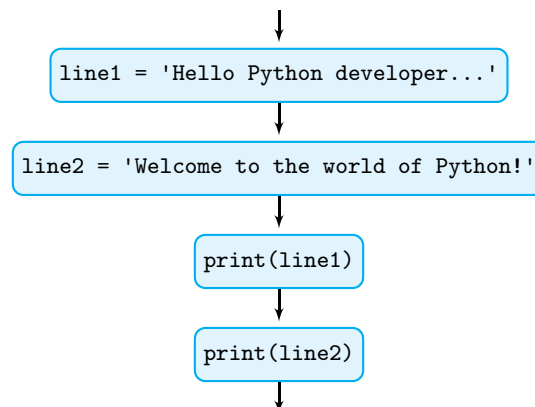 line1 = 'Hello Python developer...'
line2 = 'Welcome to the world of Python!'
print(line1)
print(line2)